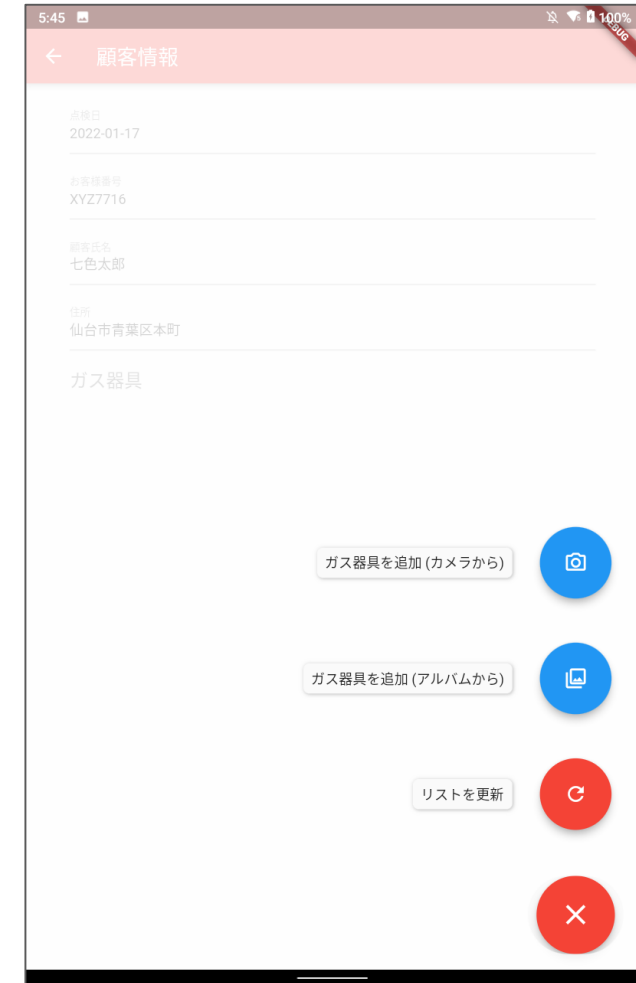 5:45 100%
DEBUG
顧客情報
点検日
2022-01-17
お客様番号
XYZ7716
顧客氏名
七色太郎
住所
仙台市青葉区本町
ガス器具
ガス器具を追加 (カメラから)
ガス器具を追加 (アルバムから)
リストを更新